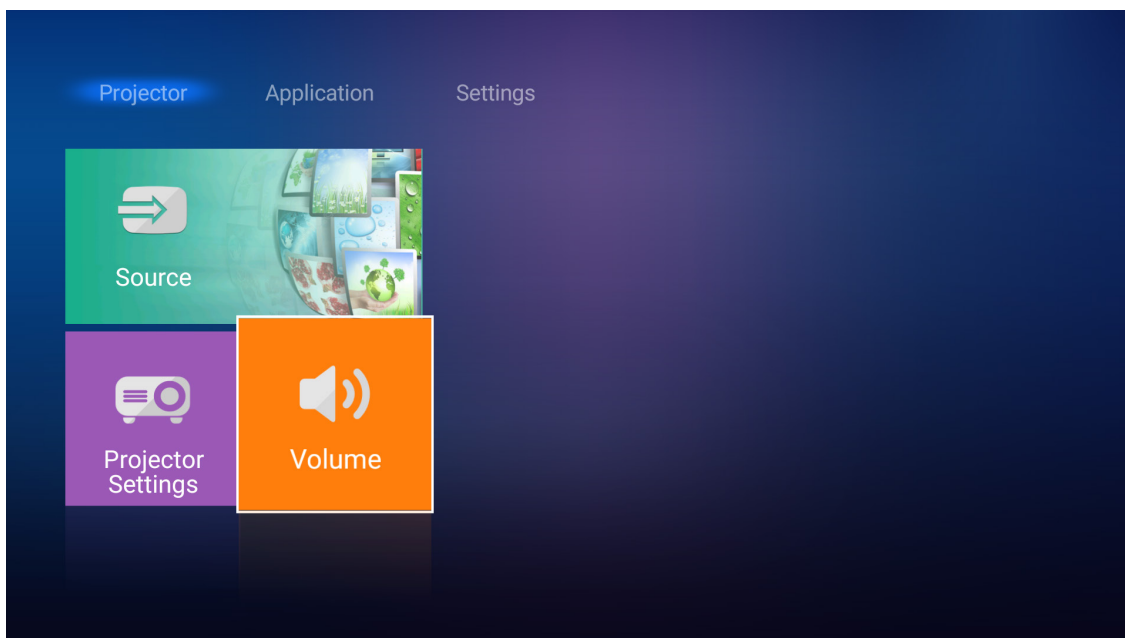 Projector
Application
Settings
Source
Projector
Settings
Volume